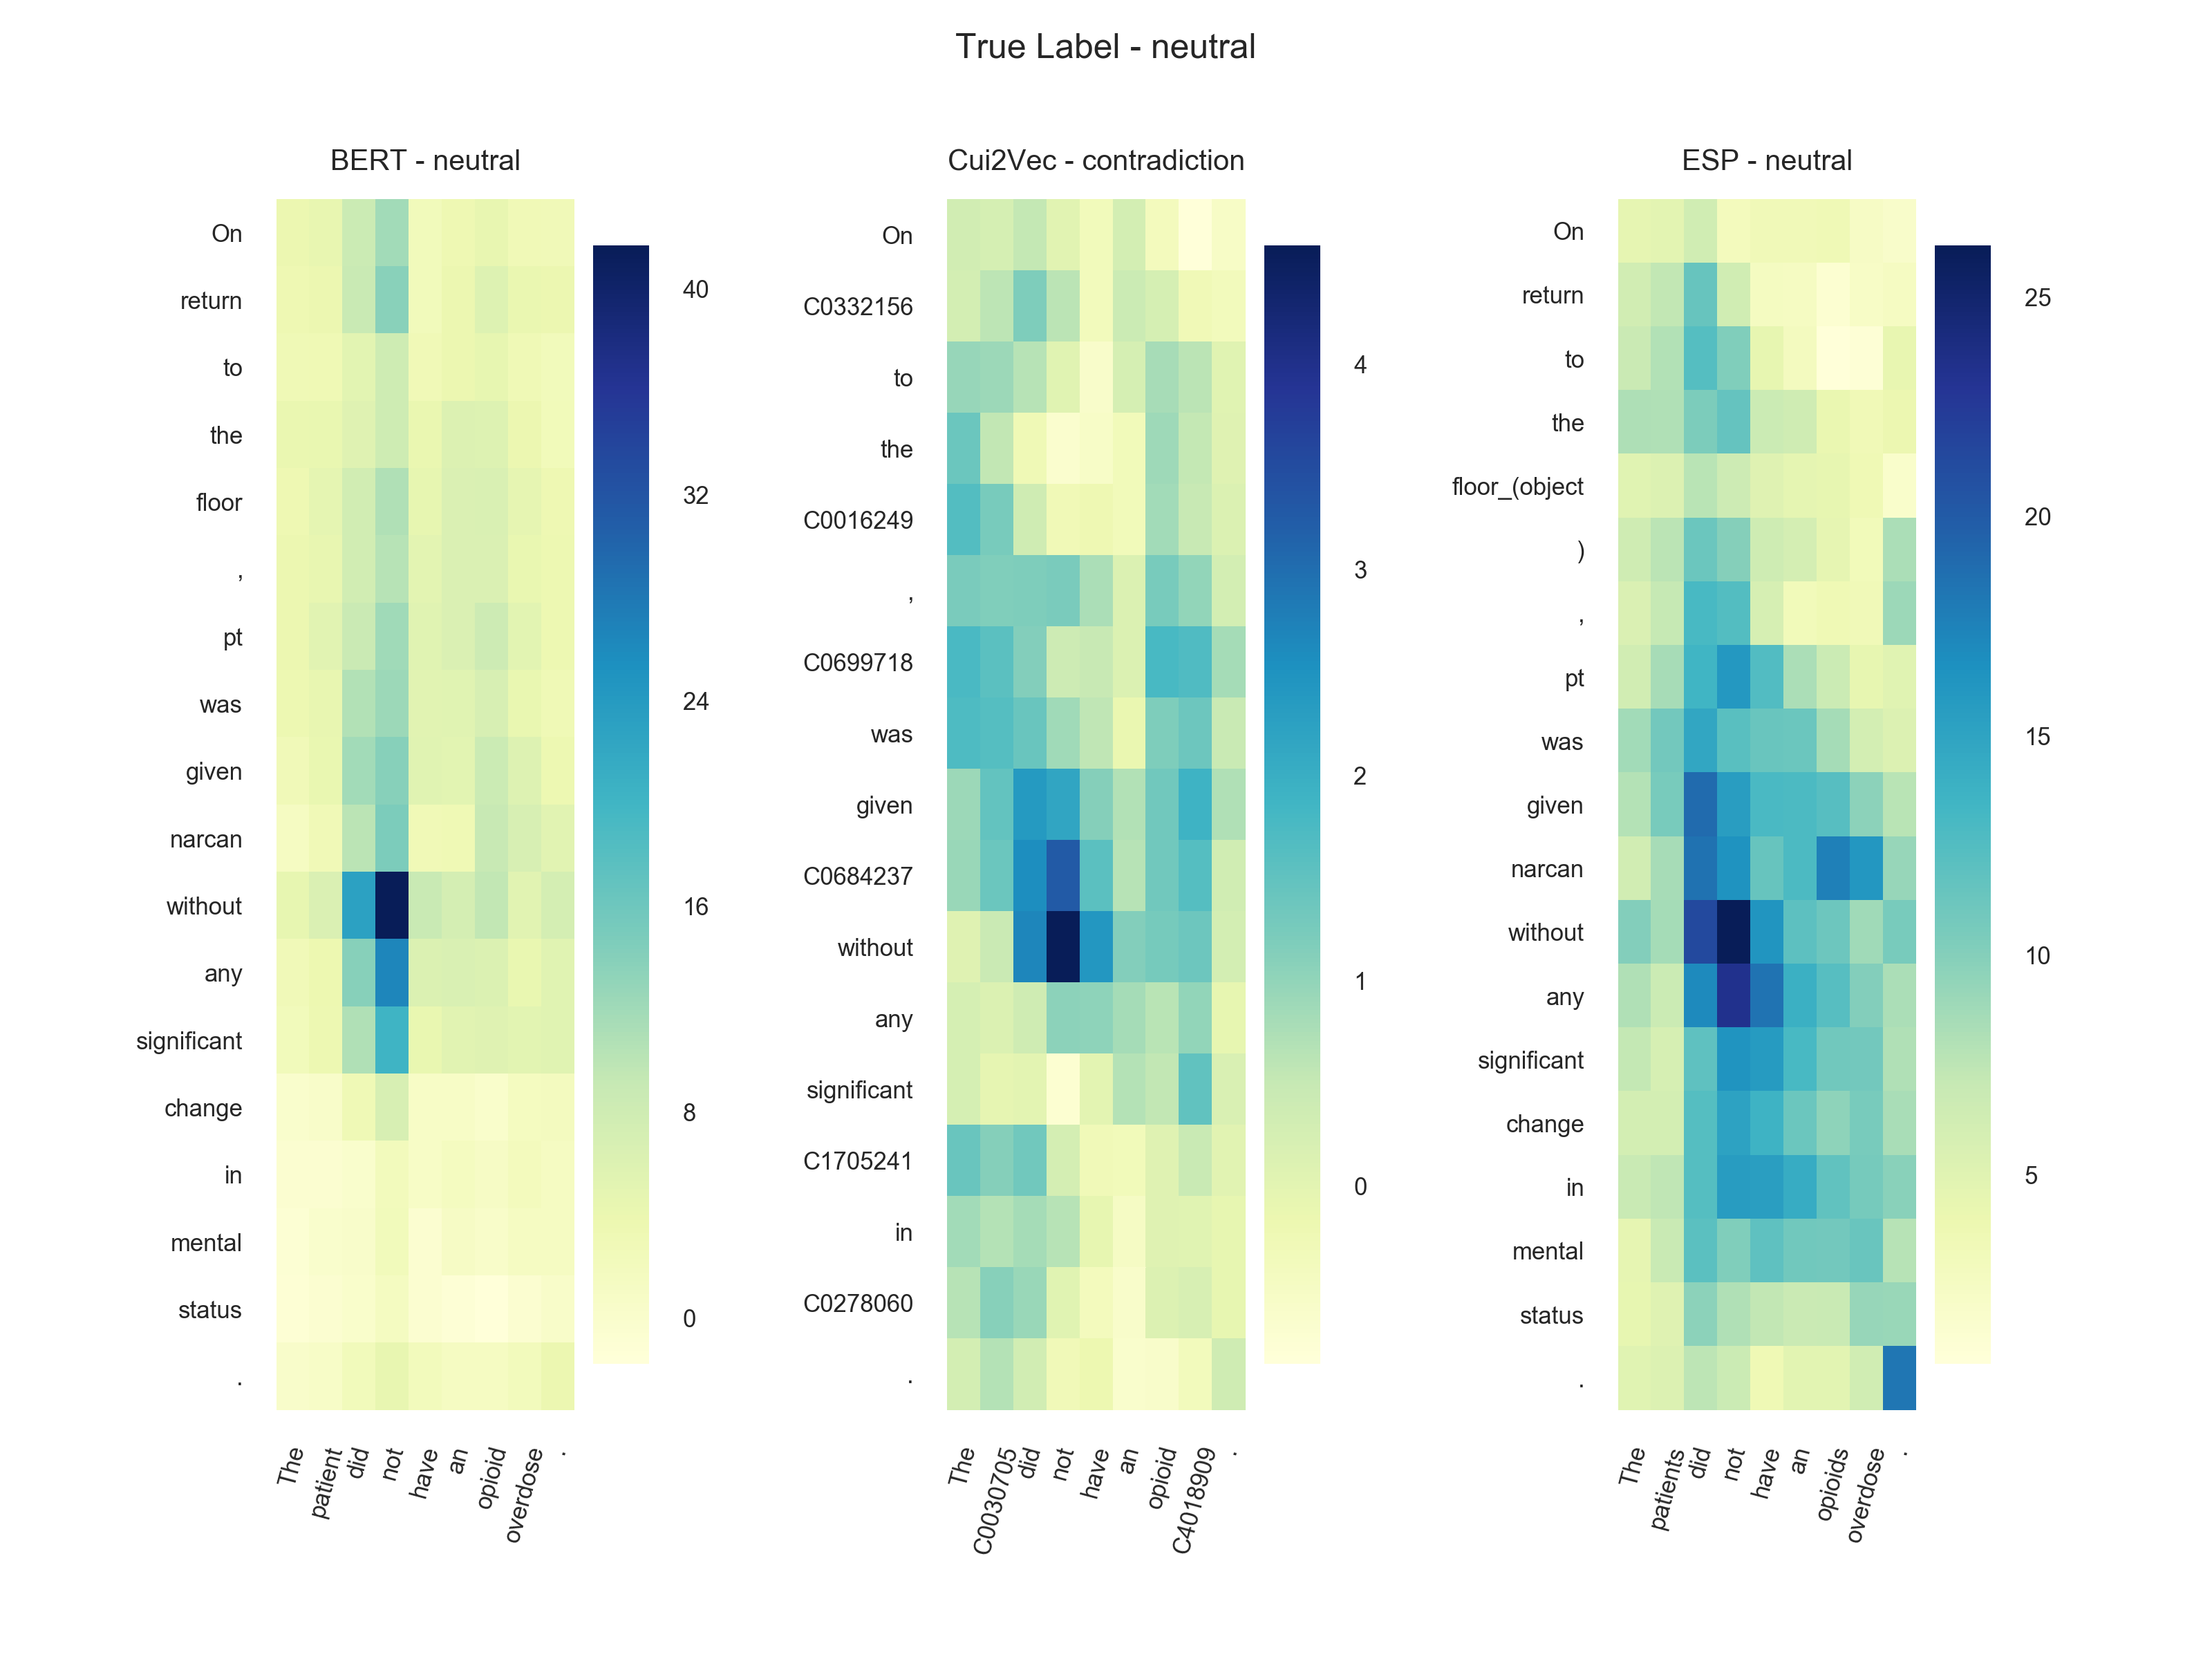 True Label - neutral
BERT - neutral
On
return
to
the
floor
,
pt
was
given
narcan
without
any
significant
change
in
mental
status
.
The
patient
did
not
have
an
opioid
overdose
.
40
32
24
16
8
0
Cui2Vec - contradiction
On
C0332156
to
the
C0016249
,
C0699718
was
given
C0684237
without
any
significant
C1705241
in
C0278060
.
The
C0030705
did
not
have
an
opioid
C4018909
.
4
3
2
1
0
ESP - neutral
On
return
to
the
floor_(object
)
,
pt
was
given
narcan
without
any
significant
change
in
mental
status
.
The
patients
did
not
have
an
opioids
overdose
.
25
20
15
10
5